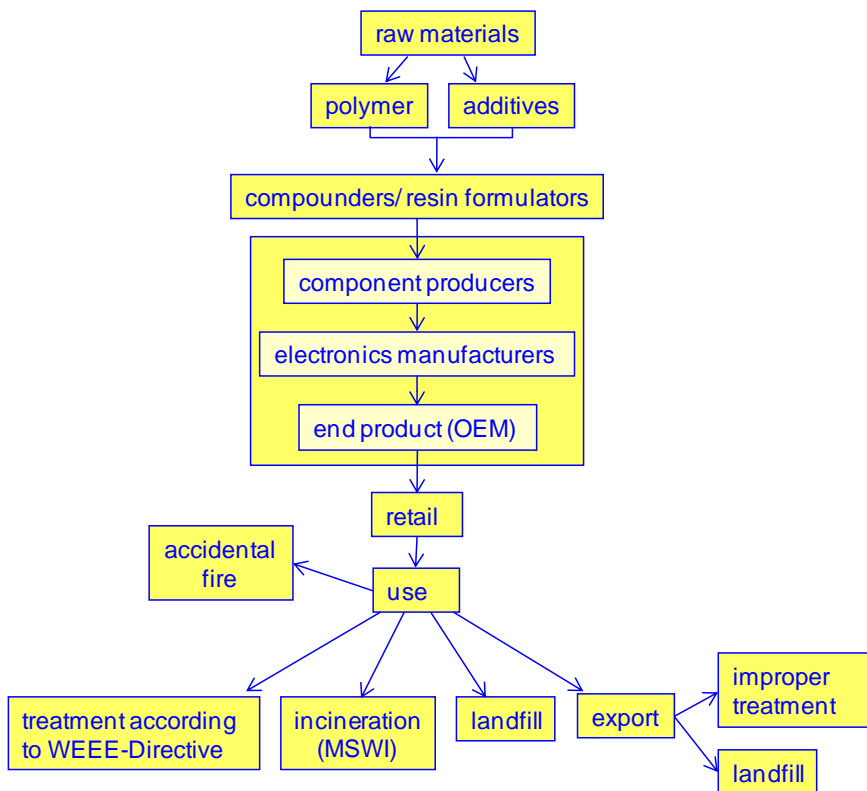 raw materials
polymer
additives
compounders/ resin formulators
component producers
electronics manufacturers
end product (OEM)
retail
accidental
fire
use
treatment according
to WEEE-Directive
incineration
(MSWI)
landfill
export
improper
treatment
landfill